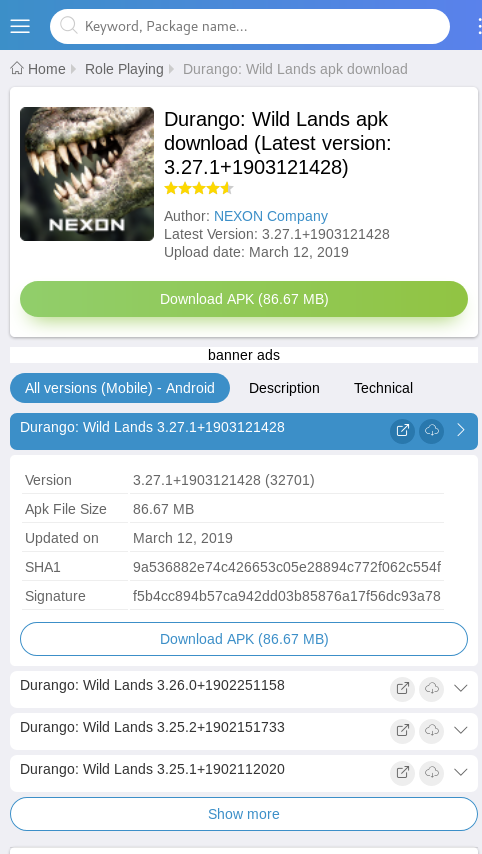 Keyword, Package name...
Home Role Playing Durango: Wild Lands apk download
NEXON
Durango: Wild Lands apk
download (Latest version:
3.27.1+1903121428)
Author: NEXON Company
Latest Version: 3.27.1+1903121428
Upload date: March 12, 2019
Download APK (86.67 MB)
banner ads
All versions (Mobile) - Android Description Technical
Durango: Wild Lands 3.27.1+1903121428
Version 3.27.1+1903121428 (32701)
Apk File Size 86.67 MB
Updated on March 12, 2019
SHA1 9a536882e74c426653c05e28894c772f062c554f
Signature f5b4cc894b57ca942dd03b85876a17f56dc93a78
Download APK (86.67 MB)
Durango: Wild Lands 3.26.0+1902251158
Durango: Wild Lands 3.25.2+1902151733
Durango: Wild Lands 3.25.1+1902112020
Show more